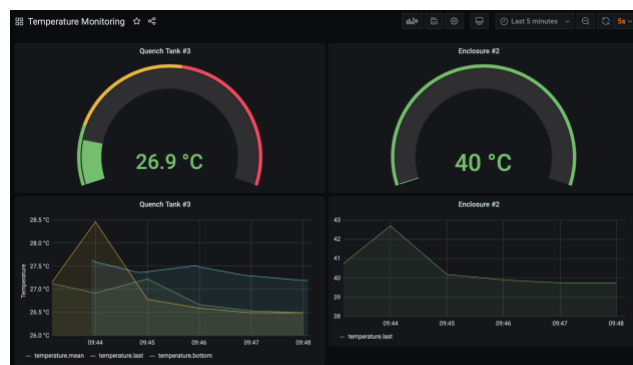 Temperature Monitoring
Last 5 minutes
5s
Quench Tank #3
26.9 °C
Enclosure #2
40 °C
Quench Tank #3
Temperature
28.5 °C
28.0 °C
27.5 °C
27.0 °C
26.5 °C
26.0 °C
09:44 09:45 09:46 09:47 09:48
temperature.mean temperature.last temperature.bottom
Enclosure #2
43
42
41
40
39
38
09:44 09:45 09:46 09:47 09:48
temperature.last